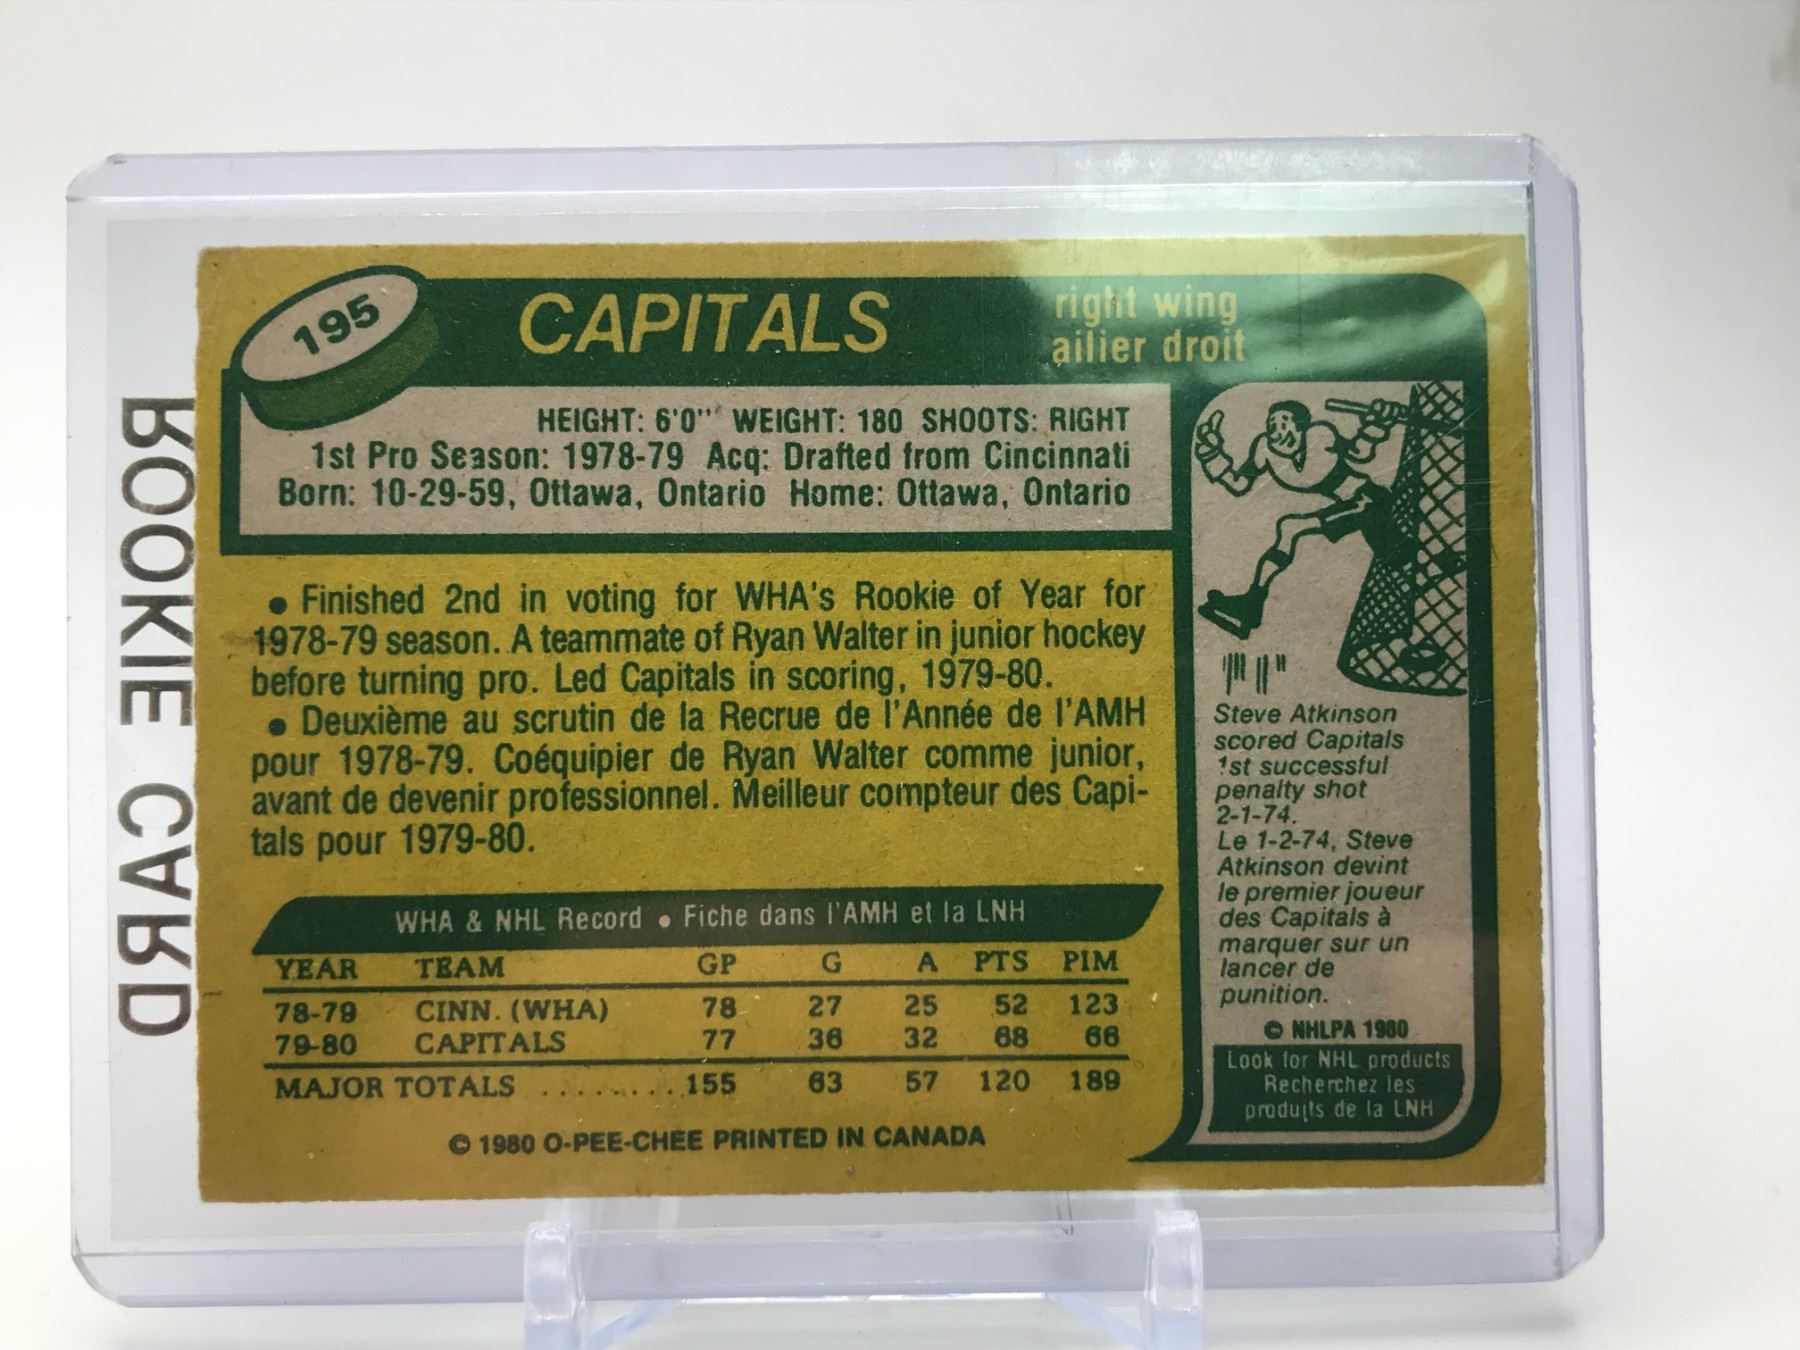 195
CAPITALS
right wing
ailier droit
HEIGHT: 6'0" WEIGHT: 180 SHOOTS: RIGHT
1st Pro Season: 1978-79 Acq: Drafted from Cincinnati
Born: 10-29-59, Ottawa, Ontario Home: Ottawa, Ontario
• Finished 2nd in voting for WHA's Rookie of Year for
1978-79 season. A teammate of Ryan Walter in junior hockey
before turning pro. Led Capitals in scoring, 1979-80.
• Deuxième au scrutin de la Recrue de l'Année de l'AMH
pour 1978-79. Coéquipier de Ryan Walter comme junior,
avant de devenir professionnel. Meilleur compteur des Capi-
tals pour 1979-80.
WHA & NHL Record • Fiche dans l'AMH et la LNH
YEAR TEAM GP G A PTS PIM
78-79 CINN. (WHA) 78 27 25 52 123
79-80 CAPITALS 77 36 32 68 66
MAJOR TOTALS ......... 155 63 57 120 189
© 1980 O-PEE-CHEE PRINTED IN CANADA
Steve Atkinson
scored Capitals
1st successful
penalty shot
2-1-74.
Le 1-2-74, Steve
Atkinson devint
le premier joueur
des Capitals à
marquer sur un
lancer de
punition.
© NHLPA 1980
Look for NHL products
Recherchez les
produits de la LNH
ROOKIE CARD